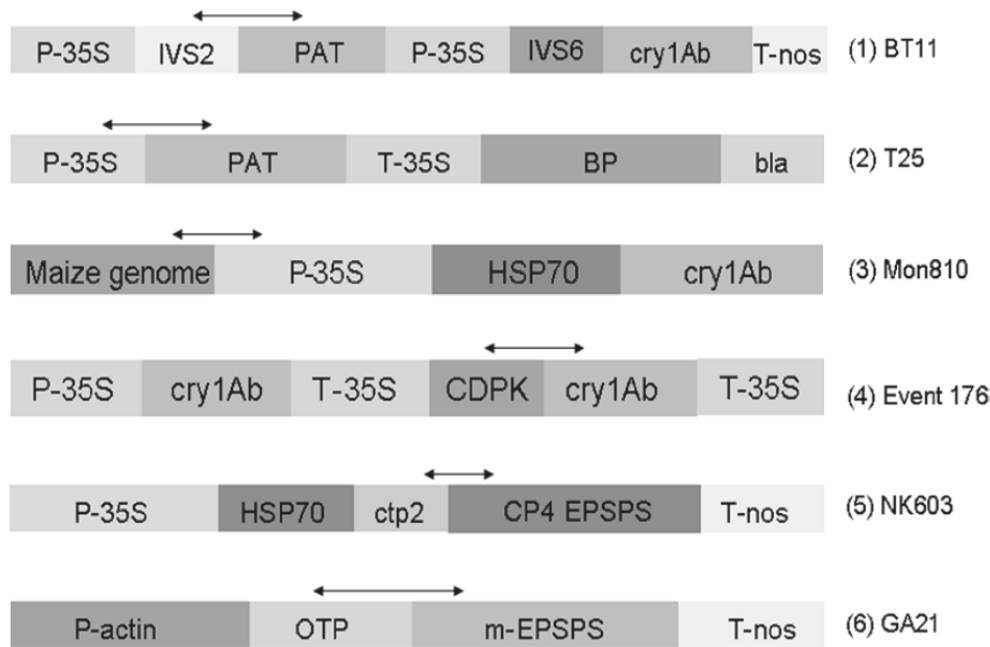 P-35S IVS2 PAT P-35S IVS6 cry1Ab T-nos (1) BT11
P-35S PAT T-35S BP bla (2) T25
Maize genome P-35S HSP70 cry1Ab (3) Mon810
P-35S cry1Ab T-35S CDPK cry1Ab T-35S (4) Event 176
P-35S HSP70 ctp2 CP4 EPSPS T-nos (5) NK603
P-actin OTP m-EPSPS T-nos (6) GA21